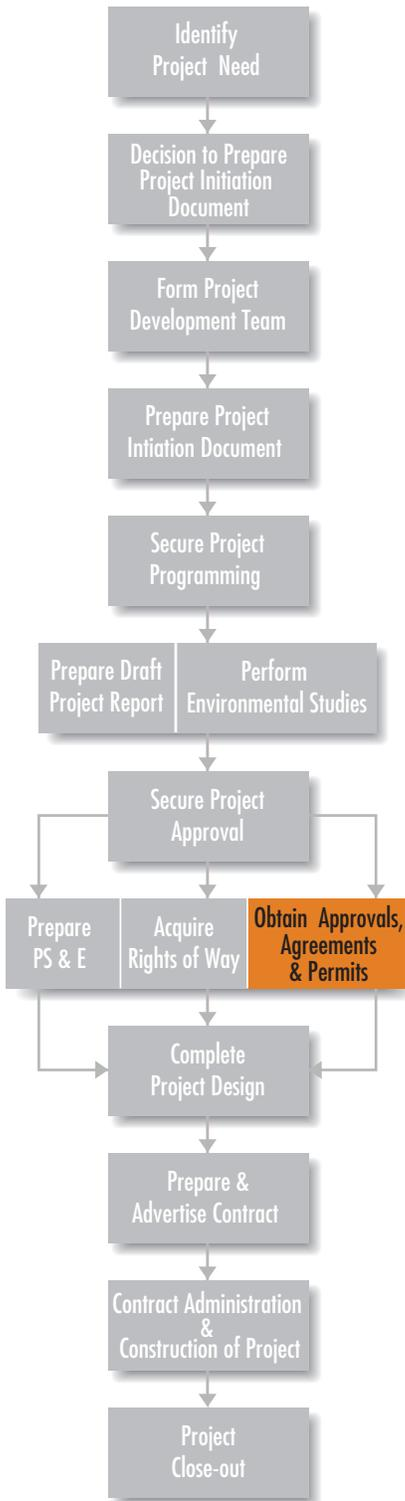 Identify
Project Need
Decision to Prepare
Project Initiation
Document
Form Project
Development Team
Prepare Project
Intiation Document
Secure Project
Programming
Prepare Draft
Project Report
Perform
Environmental Studies
Secure Project
Approval
Prepare
PS & E
Acquire
Rights of Way
Obtain Approvals,
Agreements
& Permits
Complete
Project Design
Prepare &
Advertise Contract
Contract Administration
&
Construction of Project
Project
Close-out